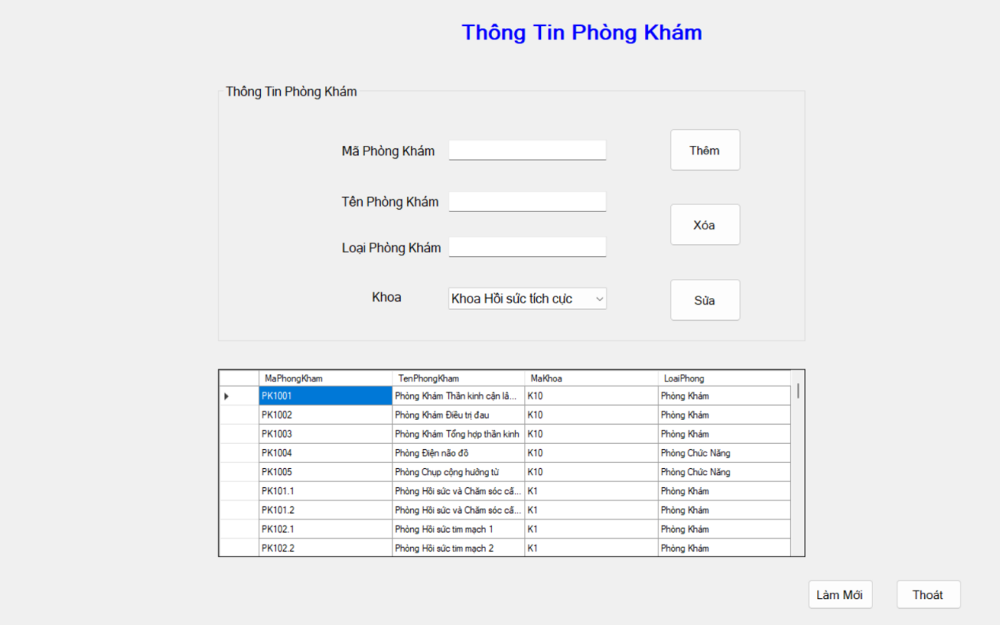 Thông Tin Phòng Khám
Thông Tin Phòng Khám
Mã Phòng Khám
Thêm
Tên Phòng Khám
Xóa
Loại Phòng Khám
Khoa Khoa Hồi sức tích cực
Sửa
MaPhongKham TenPhongKham MaKhoa LoaiPhong
PK1001 Phòng Khám Thần kinh cận lâ... K10 Phòng Khám
PK1002 Phòng Khám Điều trị đau K10 Phòng Khám
PK1003 Phòng Khám Tổng hợp thần kinh K10 Phòng Khám
PK1004 Phòng Điện não đồ K10 Phòng Chức Năng
PK1005 Phòng Chụp cộng hưởng từ K10 Phòng Chức Năng
PK101.1 Phòng Hồi sức và Chăm sóc cấ... K1 Phòng Khám
PK101.2 Phòng Hồi sức và Chăm sóc cấ... K1 Phòng Khám
PK102.1 Phòng Hồi sức tim mạch 1 K1 Phòng Khám
PK102.2 Phòng Hồi sức tim mạch 2 K1 Phòng Khám
Làm Mới Thoát